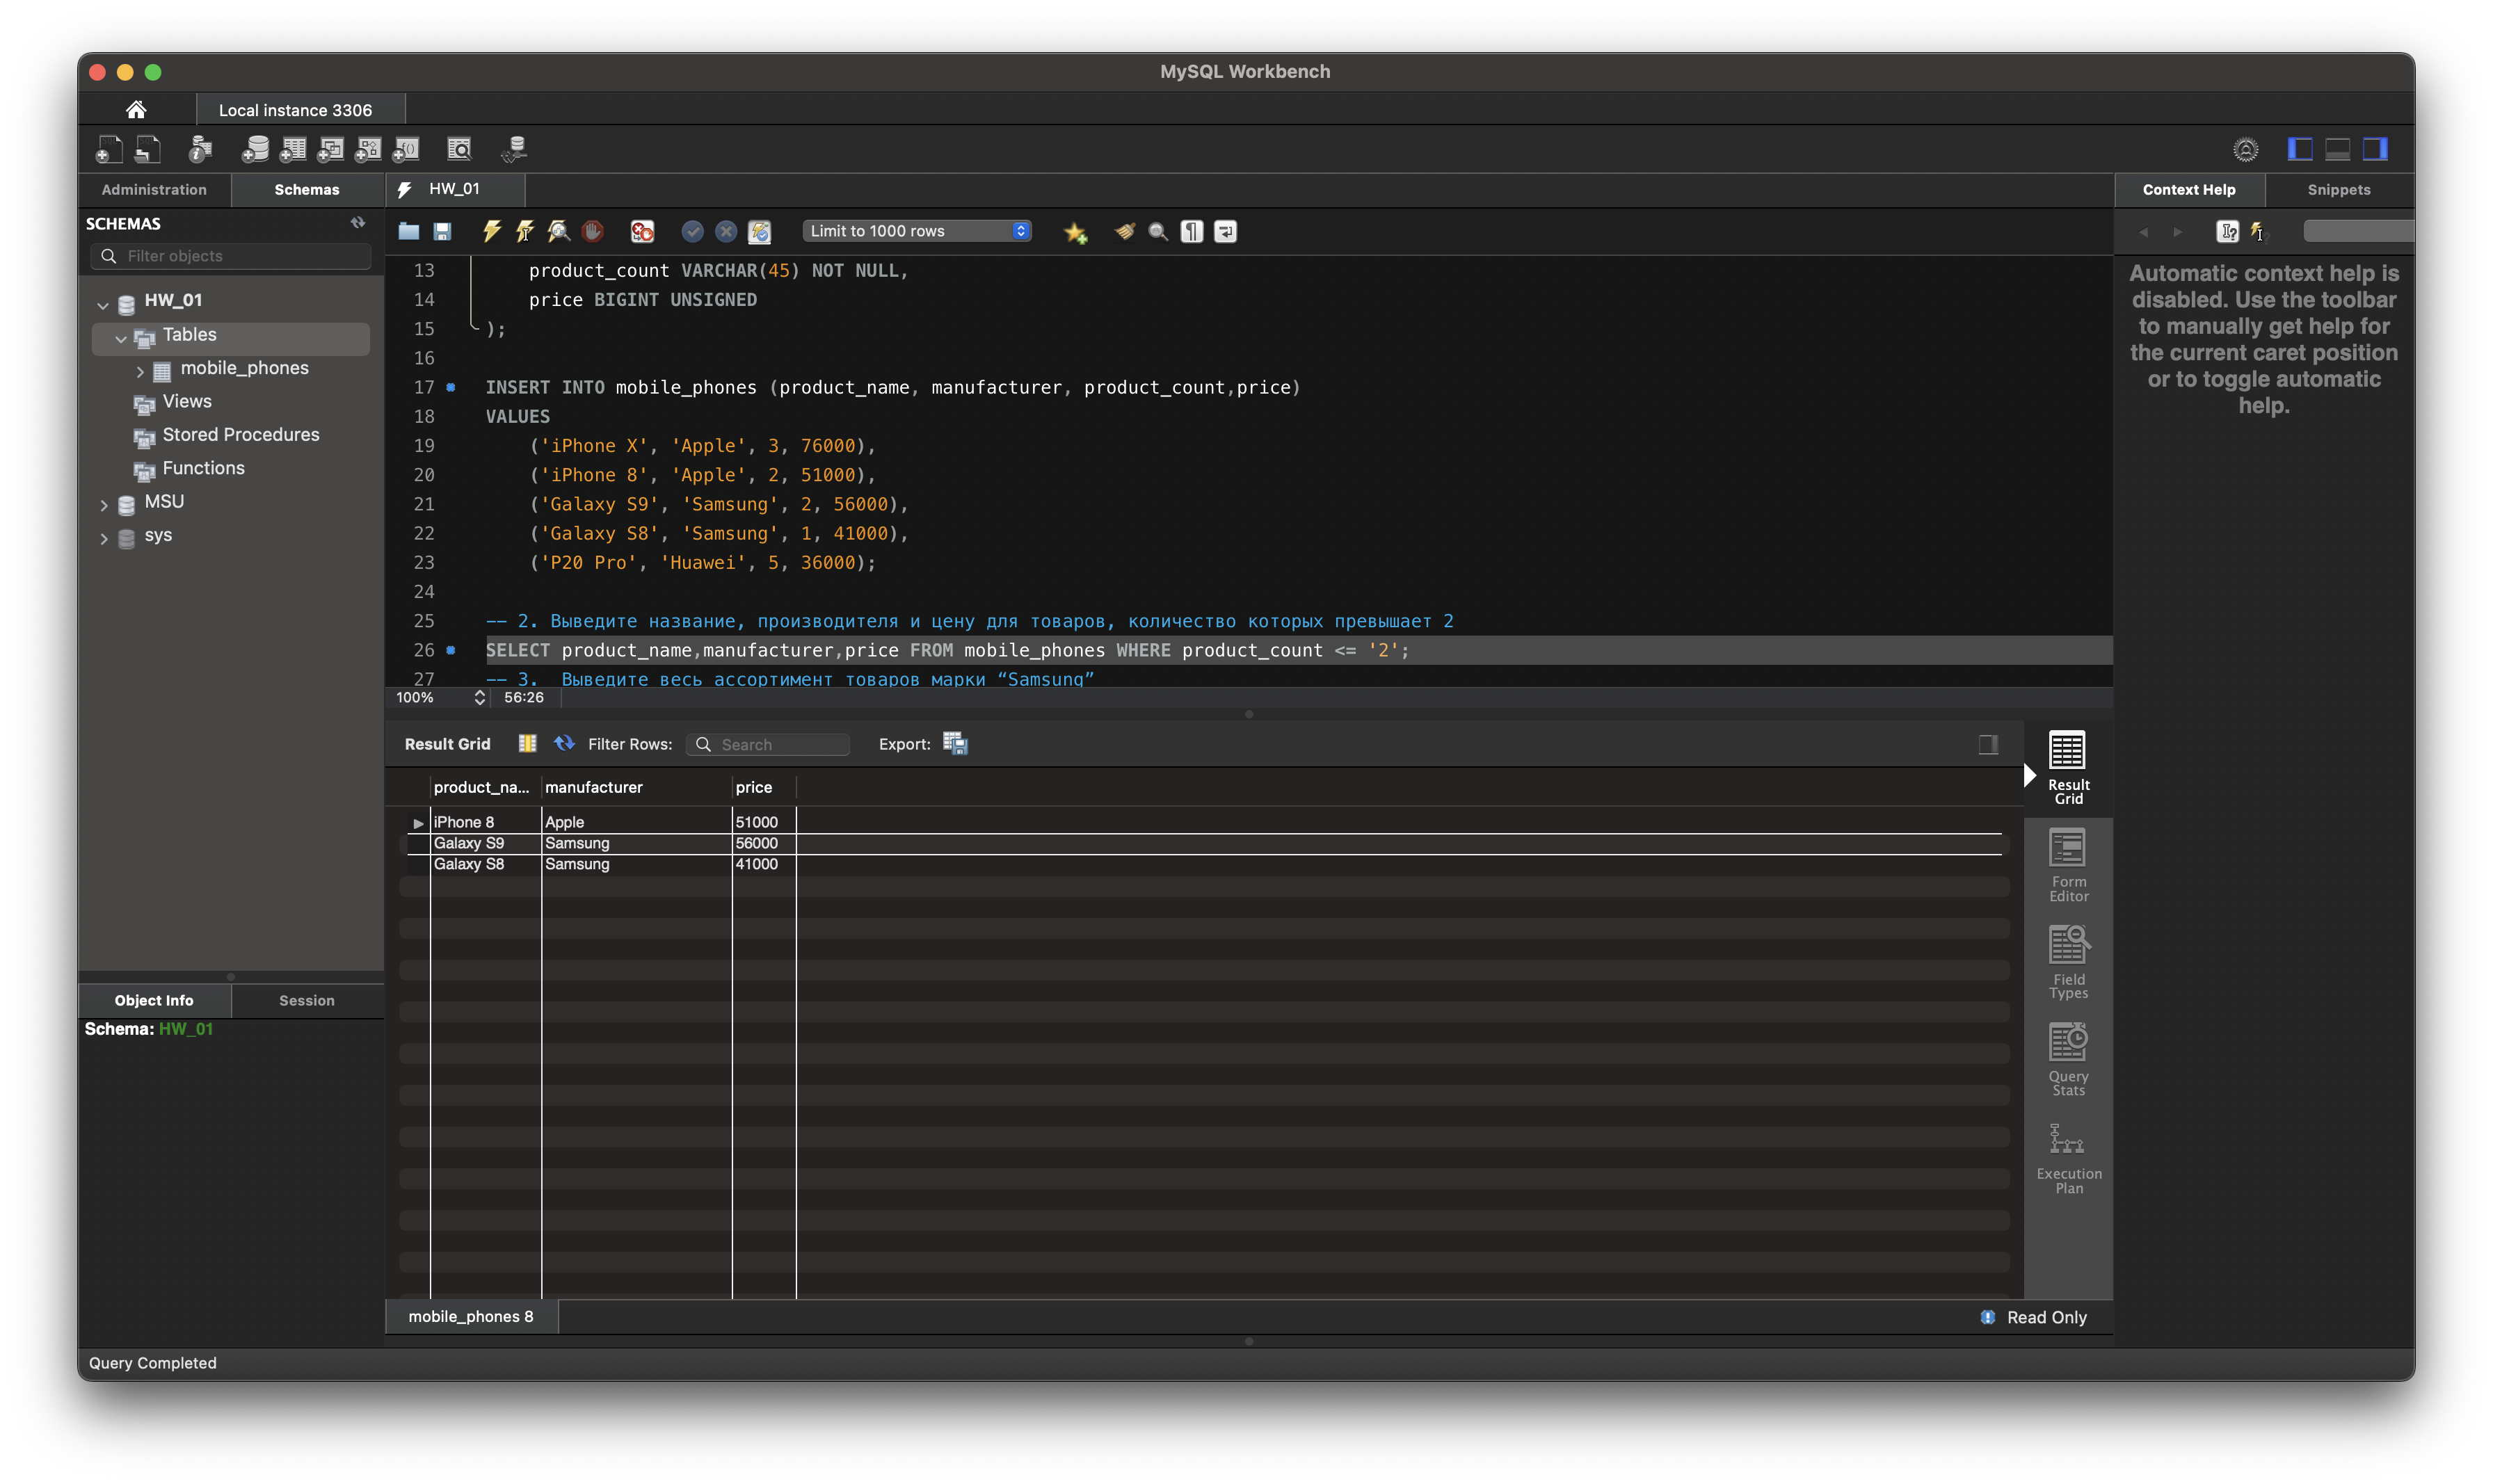 MySQL Workbench
Local instance 3306
Administration
Schemas
HW_01
Context Help
Snippets
SCHEMAS
Filter objects
HW_01
Tables
mobile_phones
Views
Stored Procedures
Functions
MSU
sys
Object Info
Session
Schema: HW_01
Limit to 1000 rows
13 product_count VARCHAR(45) NOT NULL,
14 price BIGINT UNSIGNED
15 );
16
17 INSERT INTO mobile_phones (product_name, manufacturer, product_count,price)
18 VALUES
19 ('iPhone X', 'Apple', 3, 76000),
20 ('iPhone 8', 'Apple', 2, 51000),
21 ('Galaxy S9', 'Samsung', 2, 56000),
22 ('Galaxy S8', 'Samsung', 1, 41000),
23 ('P20 Pro', 'Huawei', 5, 36000);
24
25 -- 2. Выведите название, производителя и цену для товаров, количество которых превышает 2
26 SELECT product_name,manufacturer,price FROM mobile_phones WHERE product_count <= '2';
27 -- 3.  Выведите весь ассортимент товаров марки “Samsung”
100% 56:26
Result Grid Filter Rows: Search Export:
product_na... manufacturer price
iPhone 8 Apple 51000
Galaxy S9 Samsung 56000
Galaxy S8 Samsung 41000
Result
Grid
Form
Editor
Field
Types
Query
Stats
Execution
Plan
mobile_phones 8
Read Only
Automatic context help is
disabled. Use the toolbar
to manually get help for
the current caret position
or to toggle automatic
help.
Query Completed